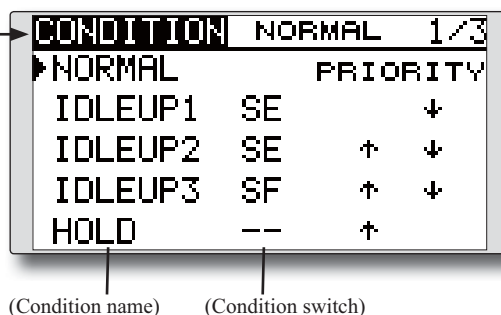 CONDITION NORMAL 1/3
NORMAL PRIORITY
IDLEUP1 SE ↓
IDLEUP2 SE ↑ ↓
IDLEUP3 SF ↑ ↓
HOLD -- ↑
(Condition name) (Condition switch)